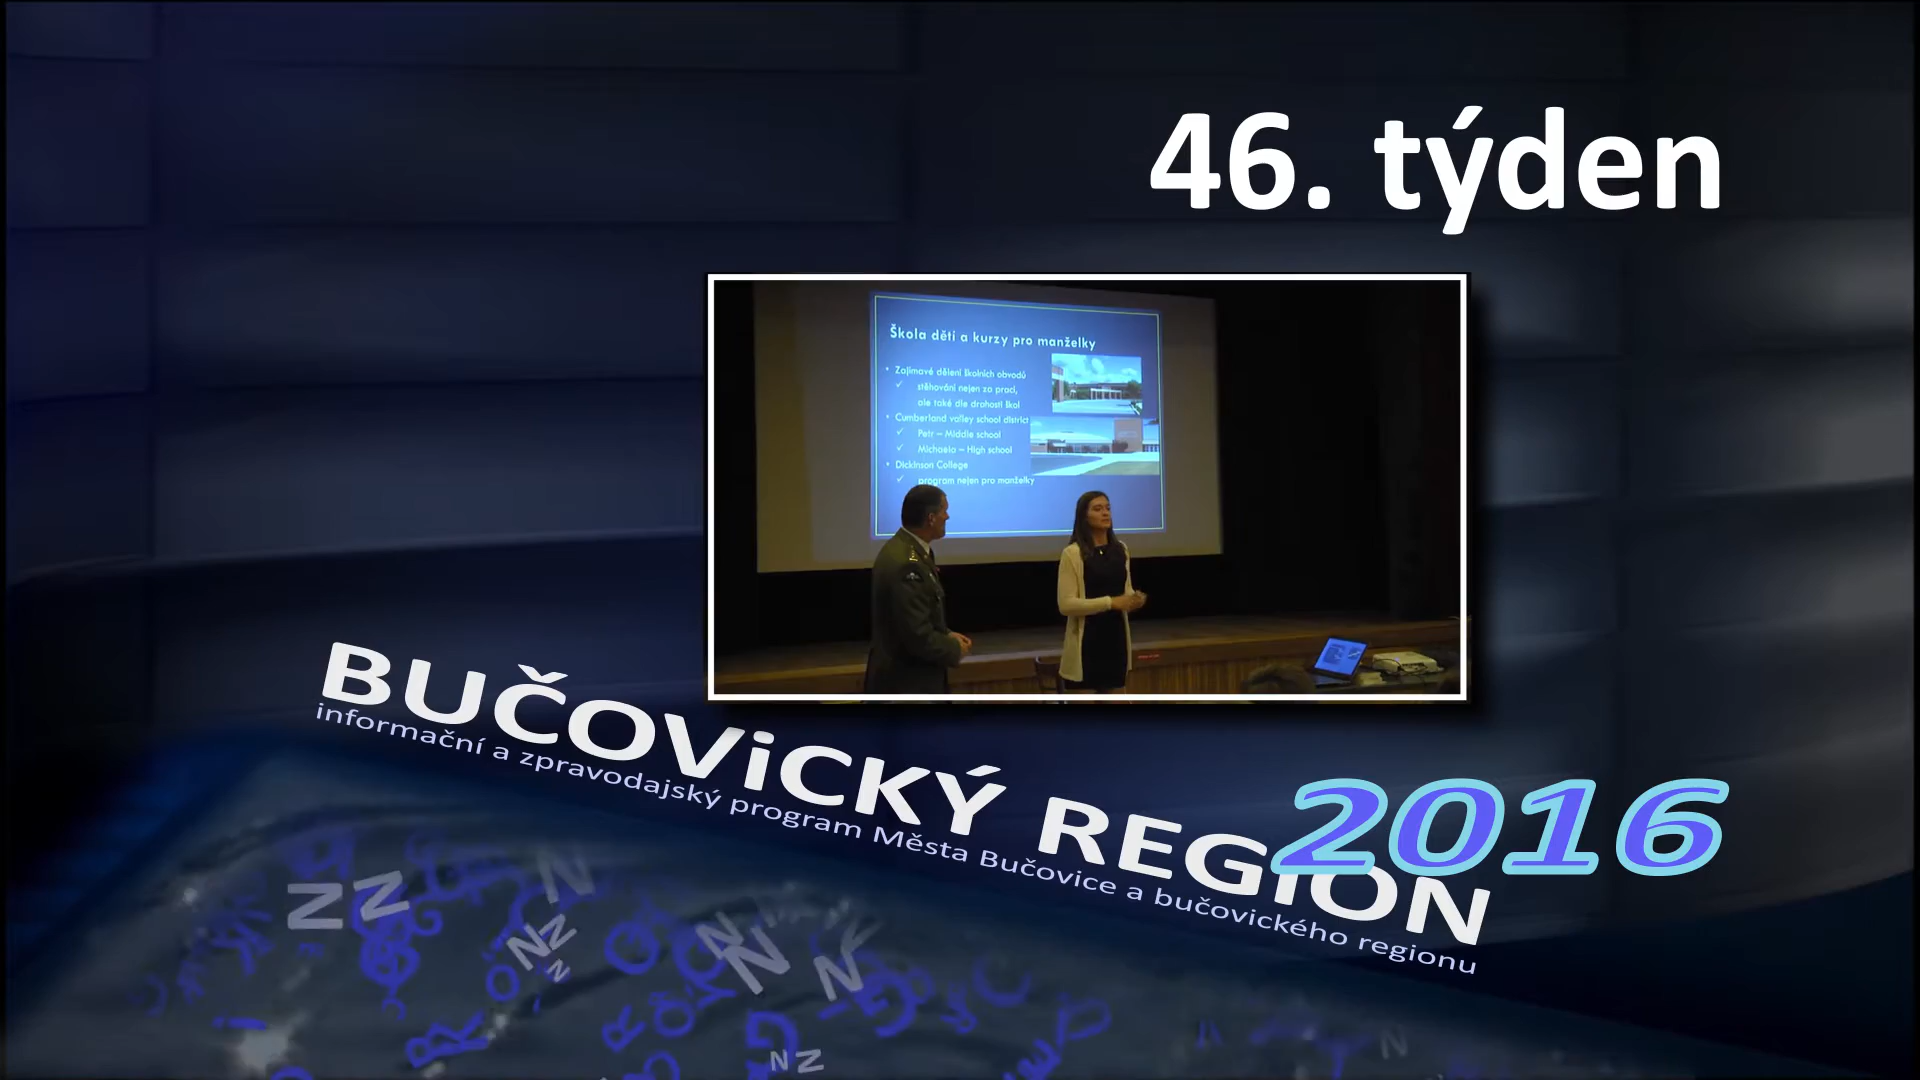 46. týden
Škola dětí a kurzy pro manželky
• Zajímavé dělení školních obvodů
✓ stěhování nejen za prací,
ale také dle drahosti škol
• Cumberland valley school district
✓ Petr – Middle school
✓ Michaela – High school
• Dickinson College
✓ program nejen pro manželky
BUČOViCKÝ REGION
2016
informační a zpravodajský program Města Bučovice a bučovického regionu